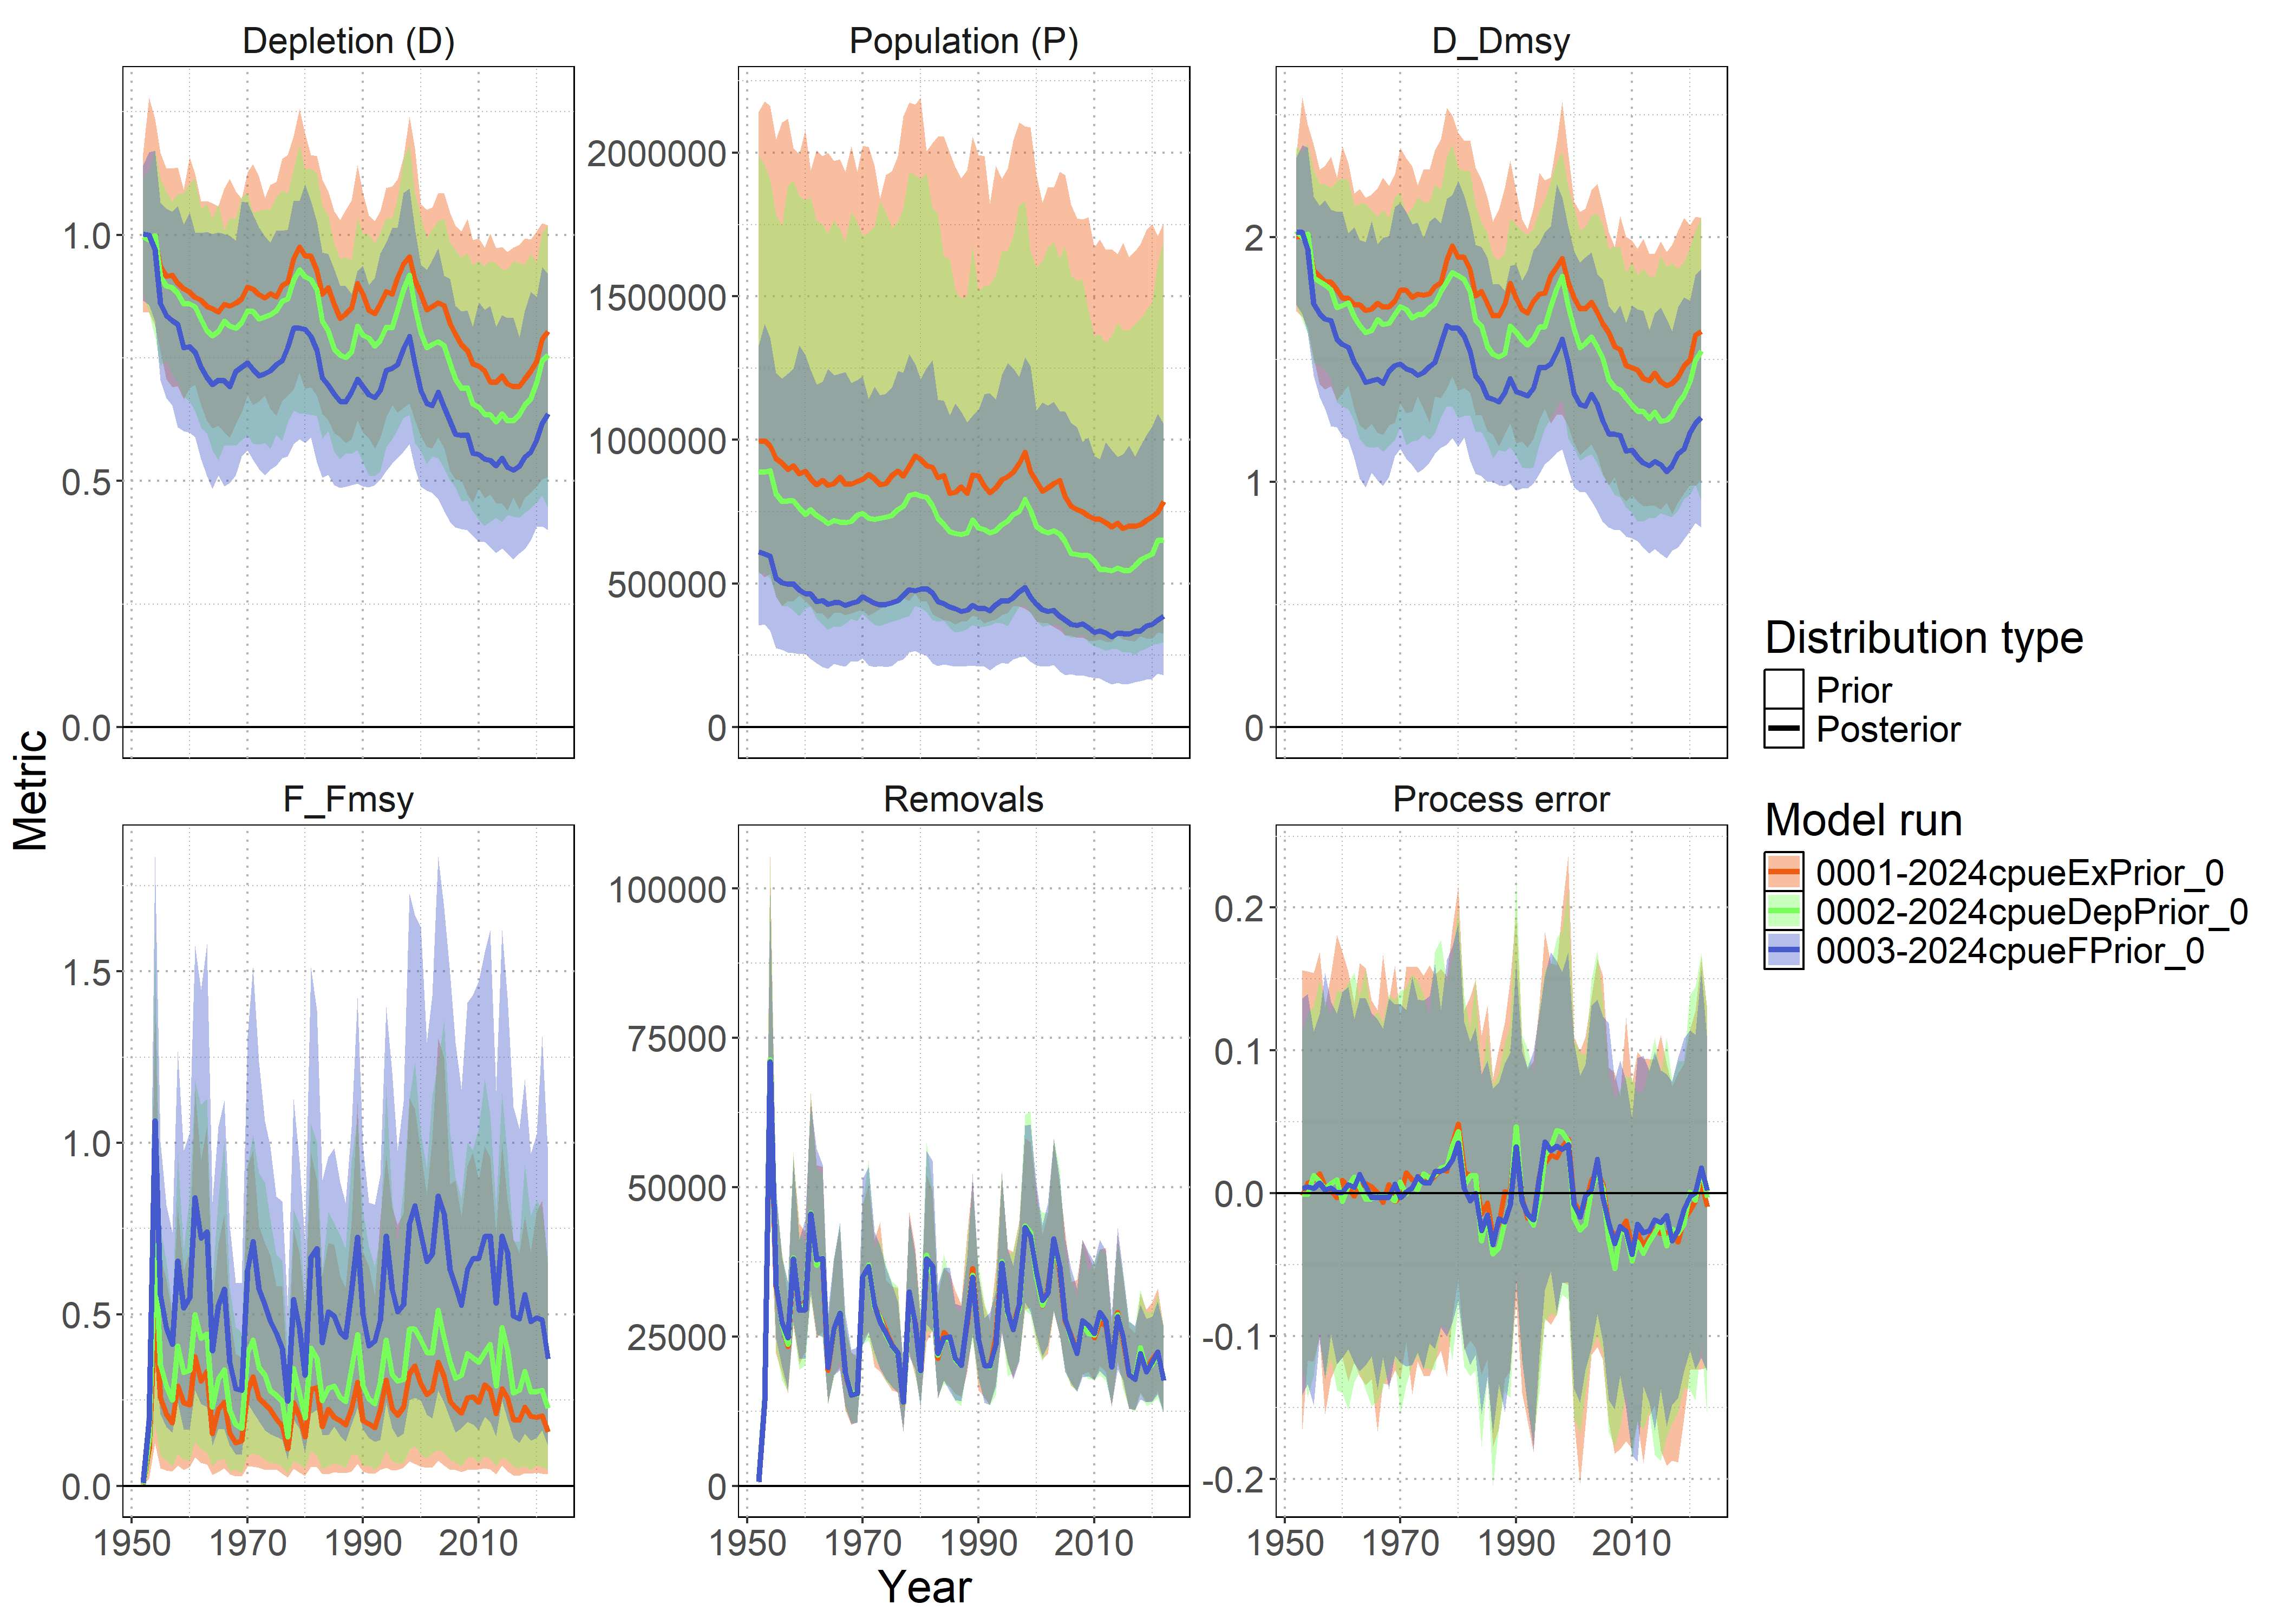 Depletion (D)
Population (P)
D_Dmsy
1.0
0.5
0.0
2000000
1500000
1000000
500000
0
2
1
0
Metric
F_Fmsy
Removals
Process error
1.5
1.0
0.5
0.0
100000
75000
50000
25000
0
0.2
0.1
0.0
-0.1
-0.2
1950 1970 1990 2010
1950 1970 1990 2010
1950 1970 1990 2010
Year
Distribution type
Prior
Posterior
Model run
0001-2024cpueExPrior_0
0002-2024cpueDepPrior_0
0003-2024cpueFPrior_0